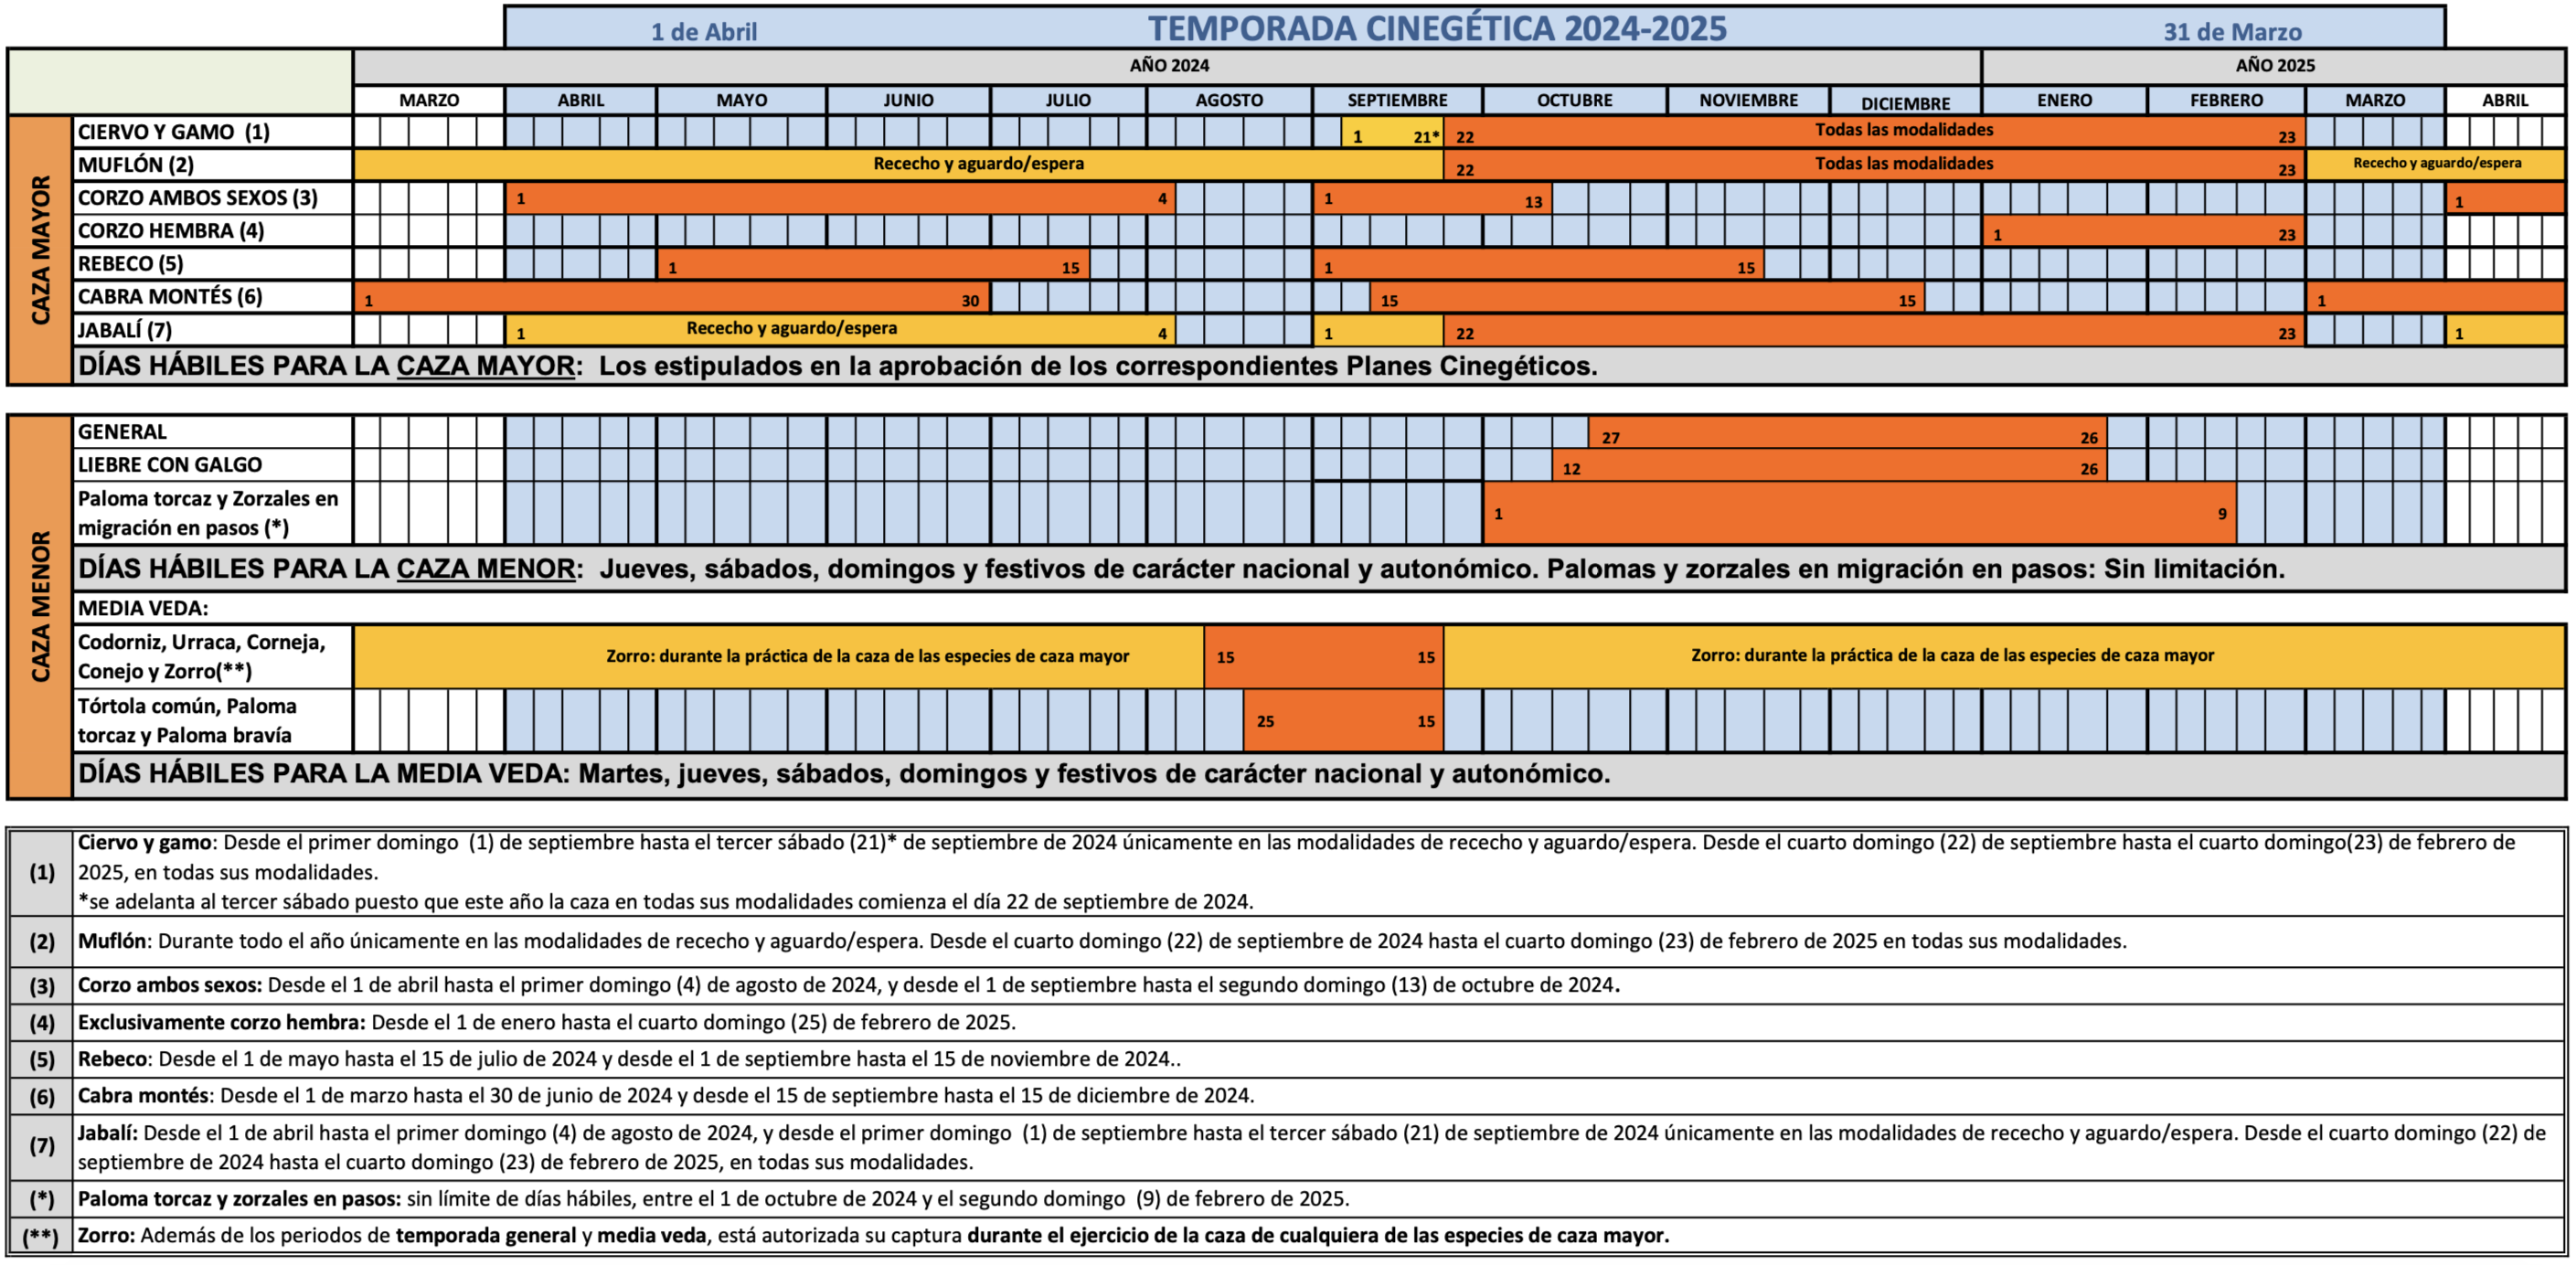 1 de Abril TEMPORADA CINEGÉTICA 2024-2025 31 de Marzo
AÑO 2024 AÑO 2025
MARZO ABRIL MAYO JUNIO JULIO AGOSTO SEPTIEMBRE OCTUBRE NOVIEMBRE DICIEMBRE ENERO FEBRERO MARZO ABRIL
CAZA MAYOR
CIERVO Y GAMO (1) 1 21* 22 Todas las modalidades 23
MUFLÓN (2) Rececho y aguardo/espera 22 Todas las modalidades 23 Rececho y aguardo/espera
CORZO AMBOS SEXOS (3) 1 4 1 13 1
CORZO HEMBRA (4) 1 23
REBECO (5) 1 15 1 15
CABRA MONTÉS (6) 1 30 15 15 1
JABALÍ (7) 1 Rececho y aguardo/espera 4 1 22 23 1
DÍAS HÁBILES PARA LA CAZA MAYOR: Los estipulados en la aprobación de los correspondientes Planes Cinegéticos.
CAZA MENOR
GENERAL 27 26
LIEBRE CON GALGO 12 26
Paloma torcaz y Zorzales en
migración en pasos (*) 1 9
DÍAS HÁBILES PARA LA CAZA MENOR: Jueves, sábados, domingos y festivos de carácter nacional y autonómico. Palomas y zorzales en migración en pasos: Sin limitación.
MEDIA VEDA:
Codorniz, Urraca, Corneja,
Conejo y Zorro(**) Zorro: durante la práctica de la caza de las especies de caza mayor 15 15 Zorro: durante la práctica de la caza de las especies de caza mayor
Tórtola común, Paloma
torcaz y Paloma bravía 25 15
DÍAS HÁBILES PARA LA MEDIA VEDA: Martes, jueves, sábados, domingos y festivos de carácter nacional y autonómico.
(1) Ciervo y gamo: Desde el primer domingo (1) de septiembre hasta el tercer sábado (21)* de septiembre de 2024 únicamente en las modalidades de rececho y aguardo/espera. Desde el cuarto domingo (22) de septiembre hasta el cuarto domingo(23) de febrero de
2025, en todas sus modalidades.
*se adelanta al tercer sábado puesto que este año la caza en todas sus modalidades comienza el día 22 de septiembre de 2024.
(2) Muflón: Durante todo el año únicamente en las modalidades de rececho y aguardo/espera. Desde el cuarto domingo (22) de septiembre de 2024 hasta el cuarto domingo (23) de febrero de 2025 en todas sus modalidades.
(3) Corzo ambos sexos: Desde el 1 de abril hasta el primer domingo (4) de agosto de 2024, y desde el 1 de septiembre hasta el segundo domingo (13) de octubre de 2024.
(4) Exclusivamente corzo hembra: Desde el 1 de enero hasta el cuarto domingo (25) de febrero de 2025.
(5) Rebeco: Desde el 1 de mayo hasta el 15 de julio de 2024 y desde el 1 de septiembre hasta el 15 de noviembre de 2024..
(6) Cabra montés: Desde el 1 de marzo hasta el 30 de junio de 2024 y desde el 15 de septiembre hasta el 15 de diciembre de 2024.
(7) Jabalí: Desde el 1 de abril hasta el primer domingo (4) de agosto de 2024, y desde el primer domingo (1) de septiembre hasta el tercer sábado (21) de septiembre de 2024 únicamente en las modalidades de rececho y aguardo/espera. Desde el cuarto domingo (22) de
septiembre de 2024 hasta el cuarto domingo (23) de febrero de 2025, en todas sus modalidades.
(*) Paloma torcaz y zorzales en pasos: sin límite de días hábiles, entre el 1 de octubre de 2024 y el segundo domingo (9) de febrero de 2025.
(**) Zorro: Además de los periodos de temporada general y media veda, está autorizada su captura durante el ejercicio de la caza de cualquiera de las especies de caza mayor.